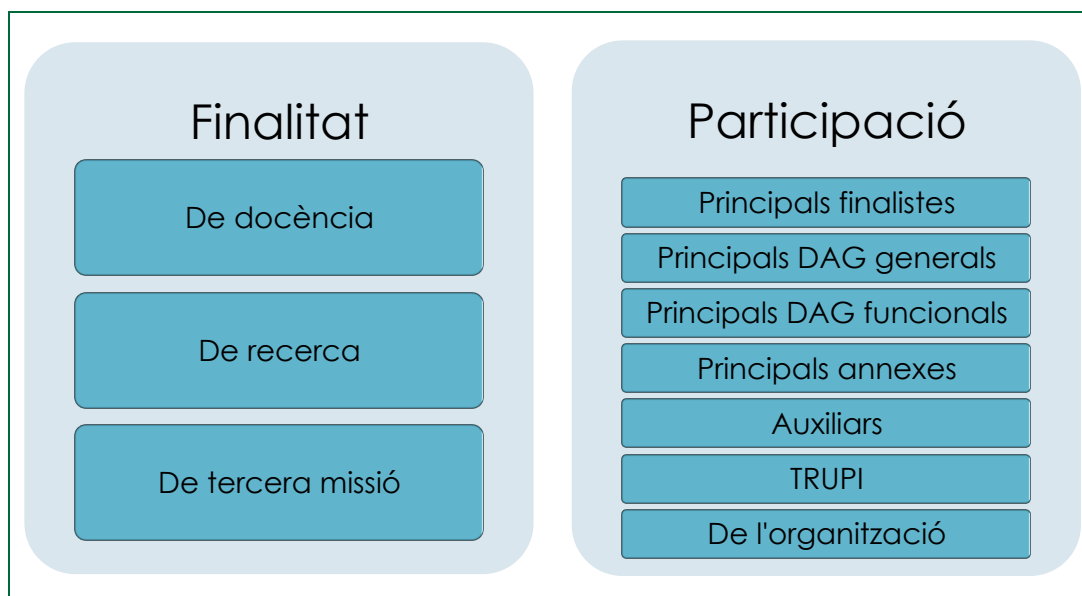 Finalitat
De docència
De recerca
De tercera missió
Participació
Principals finalistes
Principals DAG generals
Principals DAG funcionals
Principals annexes
Auxiliars
TRUPI
De l'organització